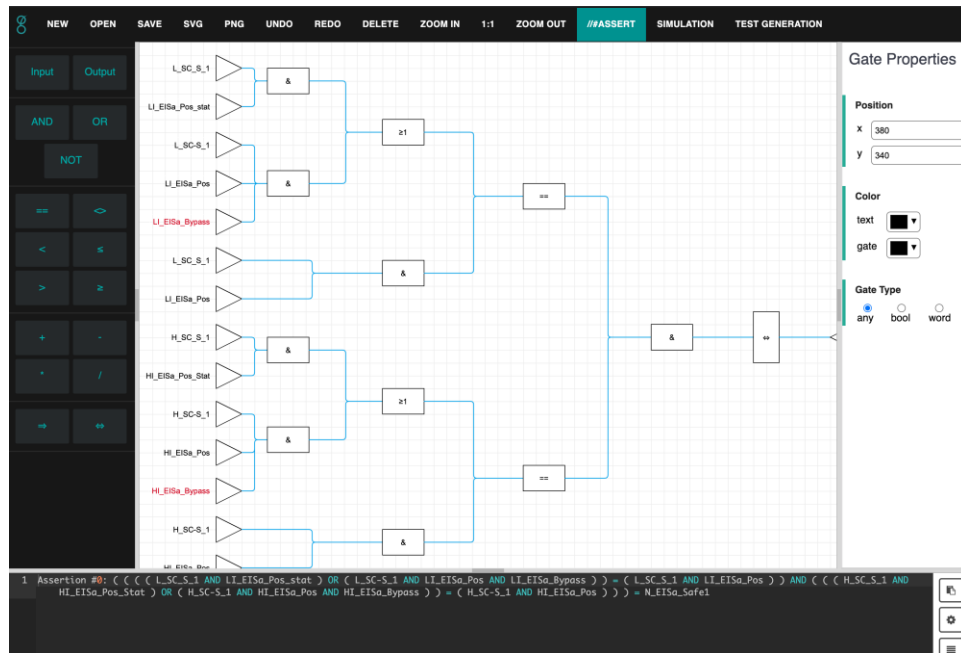 NEW OPEN SAVE SVG PNG UNDO REDO DELETE ZOOM IN 1:1 ZOOM OUT //#ASSERT SIMULATION TEST GENERATION
Input Output
AND OR
NOT
== <>
< ≤
> ≥
+ -
* /
⇒ ⇔
L_SC_S_1
LI_EISa_Pos_stat
L_SC-S_1
LI_EISa_Pos
LI_EISa_Bypass
L_SC_S_1
LI_EISa_Pos
H_SC_S_1
HI_EISa_Pos_Stat
H_SC-S_1
HI_EISa_Pos
HI_EISa_Bypass
H_SC-S_1
HI_EISa_Pos
&
&
≥1
&
==
&
&
≥1
&
==
&
⇔
Gate Properties
Position
x 380
y 340
Color
text
gate
Gate Type
any bool word
1 Assertion #0: ( ( ( ( L_SC_S_1 AND LI_EISa_Pos_stat ) OR ( L_SC-S_1 AND LI_EISa_Pos AND LI_EISa_Bypass ) ) = ( L_SC_S_1 AND LI_EISa_Pos ) ) AND ( ( ( H_SC_S_1 AND
HI_EISa_Pos_Stat ) OR ( H_SC-S_1 AND HI_EISa_Pos AND HI_EISa_Bypass ) ) = ( H_SC-S_1 AND HI_EISa_Pos ) ) ) = N_EISa_Safe1